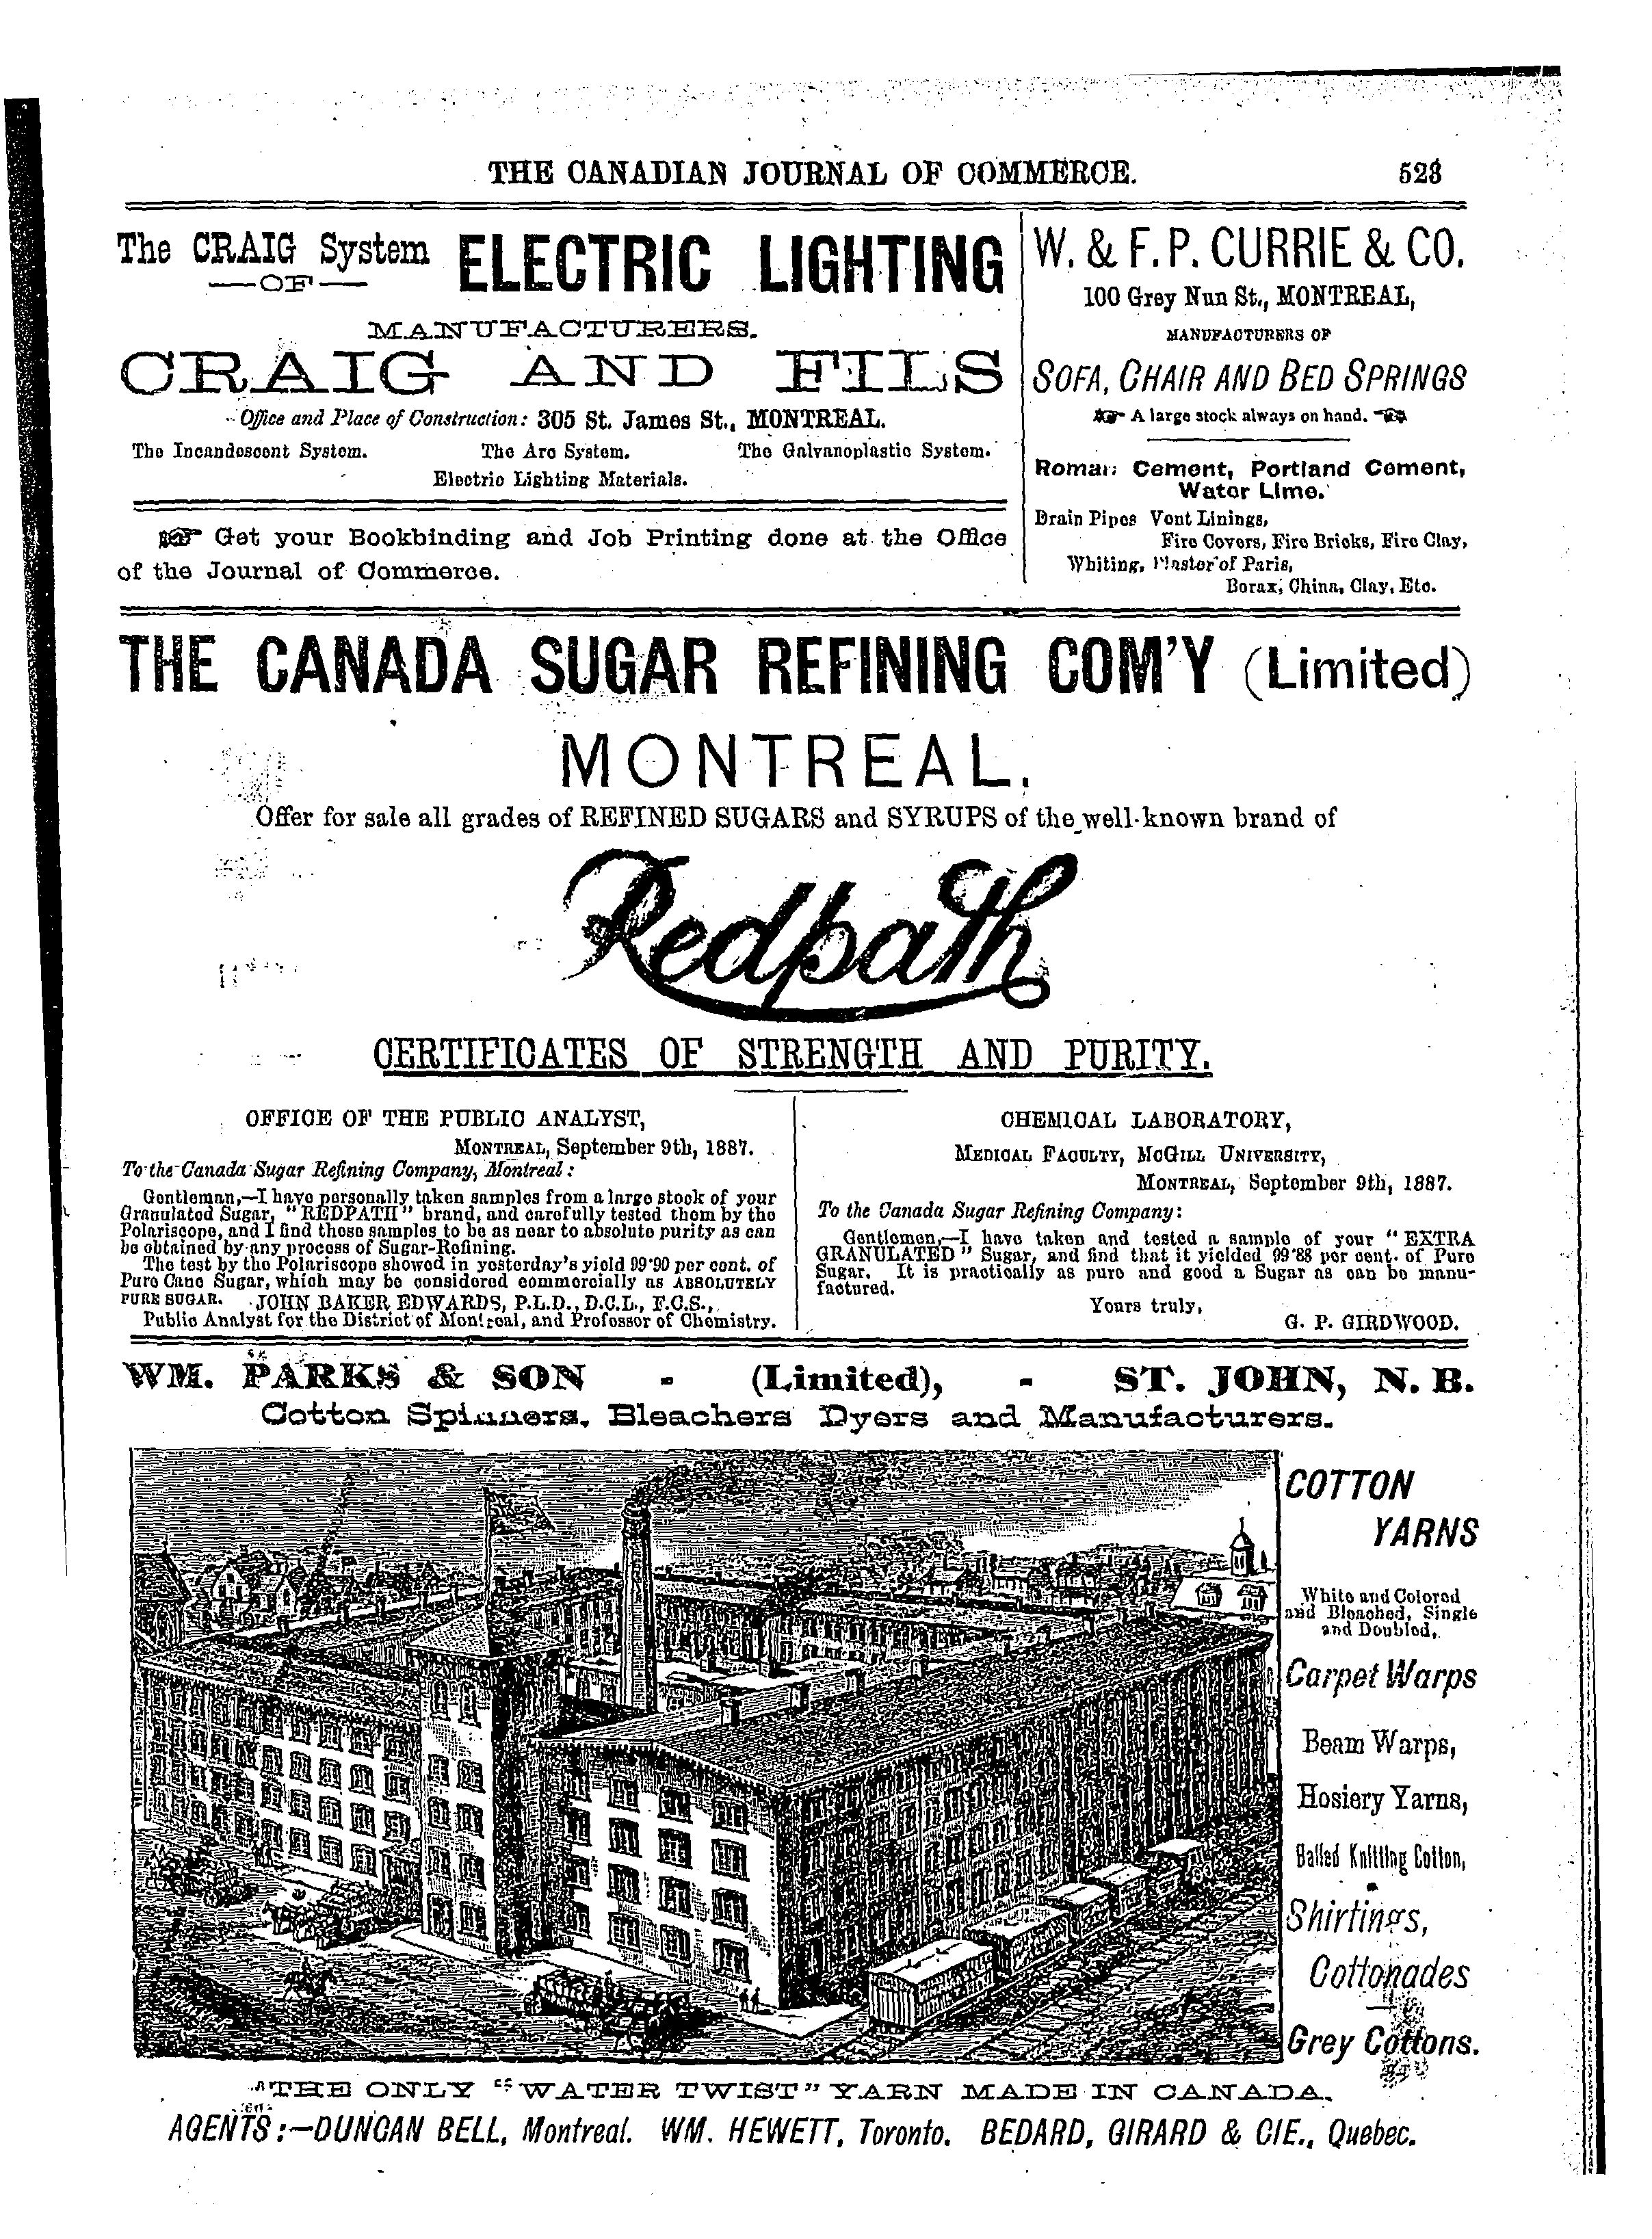 THE CANADIAN JOURNAL OF COMMERCE. 523
The CRAIG System
—OF—
ELECTRIC LIGHTING
MANUFACTURERS.
CRAIG AND FILS
Office and Place of Construction: 305 St. James St., MONTREAL.
The Incandescent System. The Arc System. The Galvanoplastic System.
Electric Lighting Materials.
☞ Get your Bookbinding and Job Printing done at the Office
of the Journal of Commerce.
W. & F. P. CURRIE & CO.
100 Grey Nun St., MONTREAL,
MANUFACTURERS OF
SOFA, CHAIR AND BED SPRINGS
☞ A large stock always on hand. ☜
Roman Cement, Portland Cement,
Water Lime.
Drain Pipes Vent Linings,
Fire Covers, Fire Bricks, Fire Clay,
Whiting, Plaster of Paris,
Borax, China, Clay, Etc.
THE CANADA SUGAR REFINING COM'Y (Limited)
MONTREAL.
Offer for sale all grades of REFINED SUGARS and SYRUPS of the well-known brand of
Redpath
CERTIFICATES OF STRENGTH AND PURITY.
OFFICE OF THE PUBLIC ANALYST,
MONTREAL, September 9th, 1887.
To the Canada Sugar Refining Company, Montreal:
Gentleman,—I have personally taken samples from a large stock of your
Granulated Sugar, "REDPATH" brand, and carefully tested them by the
Polariscope, and I find these samples to be as near to absolute purity as can
be obtained by any process of Sugar-Refining.
The test by the Polariscope showed in yesterday's yield 99·90 per cent. of
Pure Cane Sugar, which may be considered commercially as ABSOLUTELY
PURE SUGAR. JOHN BAKER EDWARDS, P.L.D., D.C.L., F.C.S.,
Public Analyst for the District of Montreal, and Professor of Chemistry.
CHEMICAL LABORATORY,
MEDICAL FACULTY, MCGILL UNIVERSITY,
MONTREAL, September 9th, 1887.
To the Canada Sugar Refining Company:
Gentlemen,—I have taken and tested a sample of your "EXTRA
GRANULATED" Sugar, and find that it yielded 99·88 per cent. of Pure
Sugar. It is practically as pure and good a Sugar as can be manu-
factured.
Yours truly,
G. P. GIRDWOOD.
WM. PARKS & SON - (Limited), - ST. JOHN, N. B.
Cotton Spinners, Bleachers Dyers and Manufacturers.
COTTON
YARNS
White and Colored
and Bleached, Single
and Doubled,
Carpet Warps
Beam Warps,
Hosiery Yarns,
Balled Knitting Cotton,
Shirtings,
Cottonades
Grey Cottons.
THE ONLY "WATER TWIST" YARN MADE IN CANADA.
AGENTS:—DUNCAN BELL, Montreal. WM. HEWETT, Toronto. BEDARD, GIRARD & CIE., Quebec.